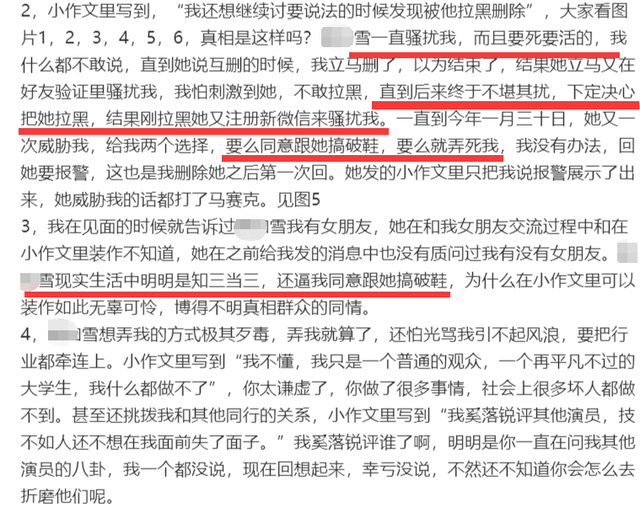 2，小作文里写到，“我还想继续讨要说法的时候发现被他拉黑删除”，大家看图
片1，2，3，4，5，6，真相是这样吗？雪一直骚扰我，而且要死要活的，我
什么都不敢说，直到她说互删的时候，我立马删了，以为结束了，结果她立马又在
好友验证里骚扰我，我怕刺激到她，不敢拉黑，直到后来终于不堪其扰，下定决心
把她拉黑，结果刚拉黑她又注册新微信来骚扰我。一直到今年一月三十日，她又一
次威胁我，给我两个选择，要么同意跟她搞破鞋，要么就弄死我，我没有办法，回
她要报警，这也是我删除她之后第一次回。她发的小作文里只把我说报警展示了出
来，她威胁我的话都打了马赛克。见图5
3，我在见面的时候就告诉过如雪我有女朋友，她在和我女朋友交流过程中和在
小作文里装作不知道，她在之前给我发的消息中也没有质问过我有没有女朋友。
雪现实生活中明明是知三当三，还逼我同意跟她搞破鞋，为什么在小作文里可以
装作如此无辜可怜，博得不明真相群众的同情。
4，如雪想弄我的方式极其歹毒，弄我就算了，还怕光骂我引不起风浪，要把行
业都牵连上。小作文里写到“我不懂，我只是一个普通的观众，一个再平凡不过的
大学生，我什么都做不了”，你太谦虚了，你做了很多事情，社会上很多坏人都做
不到。甚至还挑拨我和其他同行的关系，小作文里写到“我奚落锐评其他演员，技
不如人还不想在我面前失了面子。”我奚落锐评谁了啊，明明是你一直在问我其他
演员的八卦，我一个都没说，现在回想起来，幸亏没说，不然还不知道你会怎么去
折磨他们呢。